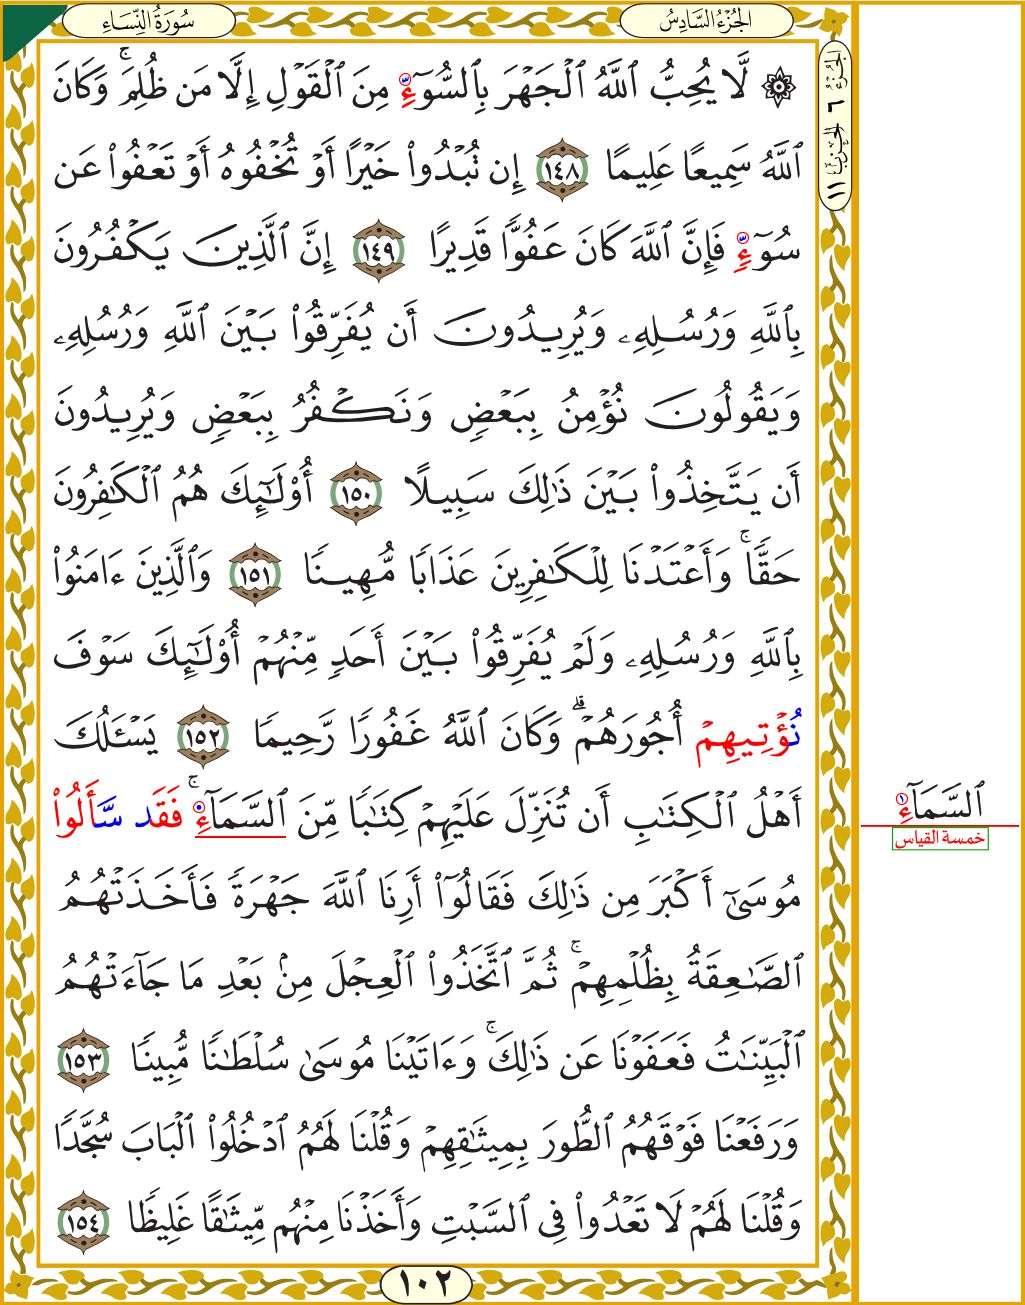 سُورَةُ النِّسَاءِ
الجُزْءُ السَّادِسُ
الجُزْءُ ٦ الحِزْبُ ١١
۞ لَّا يُحِبُّ ٱللَّهُ ٱلْجَهْرَ بِٱلسُّوٓءِ مِنَ ٱلْقَوْلِ إِلَّا مَن ظُلِمَۚ وَكَانَ
ٱللَّهُ سَمِيعًا عَلِيمًا ١٤٨ إِن تُبْدُوا۟ خَيْرًا أَوْ تُخْفُوهُ أَوْ تَعْفُوا۟ عَن
سُوٓءٍ فَإِنَّ ٱللَّهَ كَانَ عَفُوًّا قَدِيرًا ١٤٩ إِنَّ ٱلَّذِينَ يَكْفُرُونَ
بِٱللَّهِ وَرُسُلِهِۦ وَيُرِيدُونَ أَن يُفَرِّقُوا۟ بَيْنَ ٱللَّهِ وَرُسُلِهِۦ
وَيَقُولُونَ نُؤْمِنُ بِبَعْضٍ وَنَكْفُرُ بِبَعْضٍ وَيُرِيدُونَ
أَن يَتَّخِذُوا۟ بَيْنَ ذَٰلِكَ سَبِيلًا ١٥٠ أُو۟لَٰٓئِكَ هُمُ ٱلْكَٰفِرُونَ
حَقًّاۚ وَأَعْتَدْنَا لِلْكَٰفِرِينَ عَذَابًا مُّهِينًا ١٥١ وَٱلَّذِينَ ءَامَنُوا۟
بِٱللَّهِ وَرُسُلِهِۦ وَلَمْ يُفَرِّقُوا۟ بَيْنَ أَحَدٍ مِّنْهُمْ أُو۟لَٰٓئِكَ سَوْفَ
نُؤْتِيهِمْ أُجُورَهُمْۗ وَكَانَ ٱللَّهُ غَفُورًا رَّحِيمًا ١٥٢ يَسْـَٔلُكَ
أَهْلُ ٱلْكِتَٰبِ أَن تُنَزِّلَ عَلَيْهِمْ كِتَٰبًا مِّنَ ٱلسَّمَآءِۚ فَقَد سَّأَلُوا۟
مُوسَىٰٓ أَكْبَرَ مِن ذَٰلِكَ فَقَالُوٓا۟ أَرِنَا ٱللَّهَ جَهْرَةً فَأَخَذَتْهُمُ
ٱلصَّٰعِقَةُ بِظُلْمِهِمْۚ ثُمَّ ٱتَّخَذُوا۟ ٱلْعِجْلَ مِنۢ بَعْدِ مَا جَآءَتْهُمُ
ٱلْبَيِّنَٰتُ فَعَفَوْنَا عَن ذَٰلِكَۚ وَءَاتَيْنَا مُوسَىٰ سُلْطَٰنًا مُّبِينًا ١٥٣
وَرَفَعْنَا فَوْقَهُمُ ٱلطُّورَ بِمِيثَٰقِهِمْ وَقُلْنَا لَهُمُ ٱدْخُلُوا۟ ٱلْبَابَ سُجَّدًا
وَقُلْنَا لَهُمْ لَا تَعْدُوا۟ فِى ٱلسَّبْتِ وَأَخَذْنَا مِنْهُم مِّيثَٰقًا غَلِيظًا ١٥٤
ٱلسَّمَآءِ ١
خمسة القياس
١٠٢